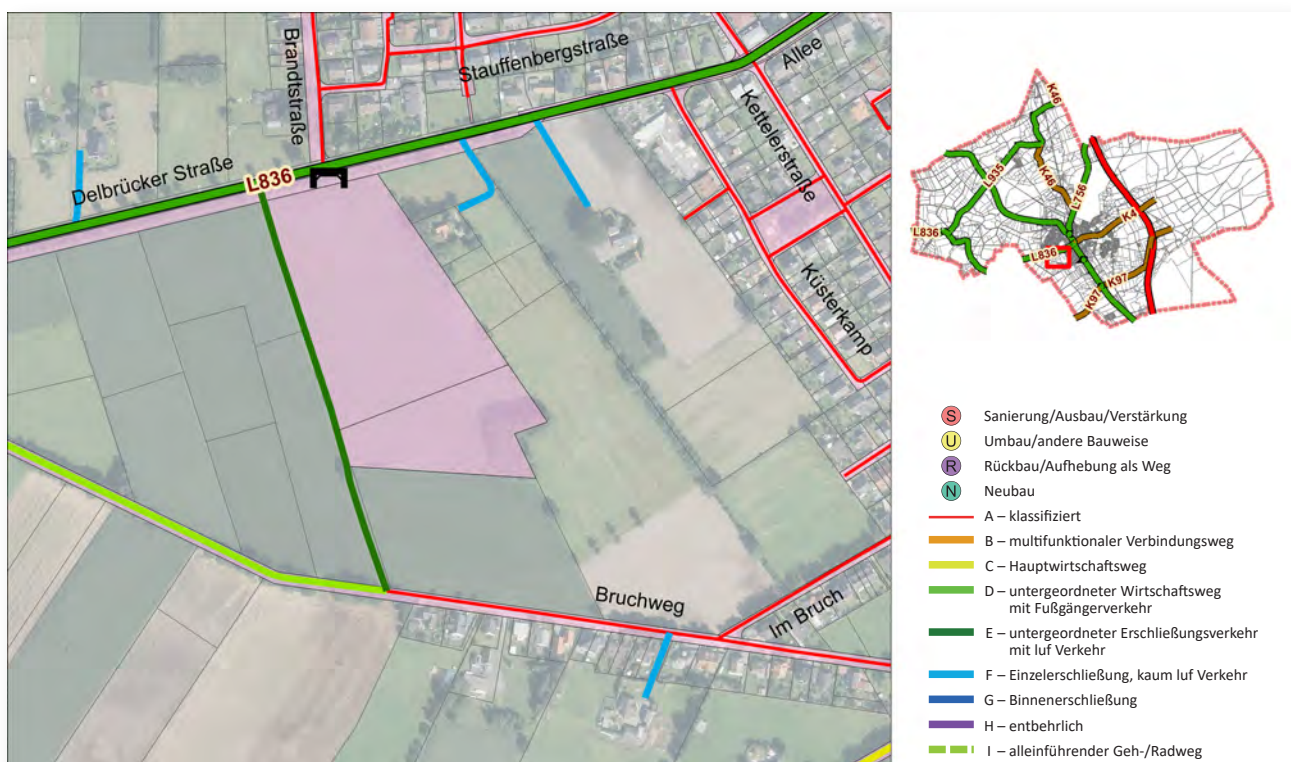 Brandtstraße
Stauffenbergstraße
Allee
Kettelerstraße
Delbrücker Straße
L836
Küsterkamp
Bruchweg
Im Bruch
K46
L935
K46
L756
K4
L836
L836
K97
K97
S Sanierung/Ausbau/Verstärkung
U Umbau/andere Bauweise
R Rückbau/Aufhebung als Weg
N Neubau
A – klassifiziert
B – multifunktionaler Verbindungsweg
C – Hauptwirtschaftsweg
D – untergeordneter Wirtschaftsweg
mit Fußgängerverkehr
E – untergeordneter Erschließungsverkehr
mit luf Verkehr
F – Einzelerschließung, kaum luf Verkehr
G – Binnenerschließung
H – entbehrlich
I – alleinführender Geh-/Radweg